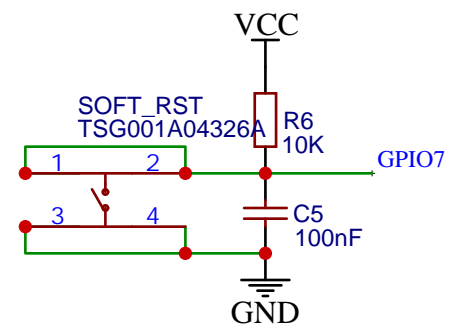 VCC
SOFT_RST
TSG001A04326A
R6
10K
GPIO7
1 2
3 4
C5
100nF
GND